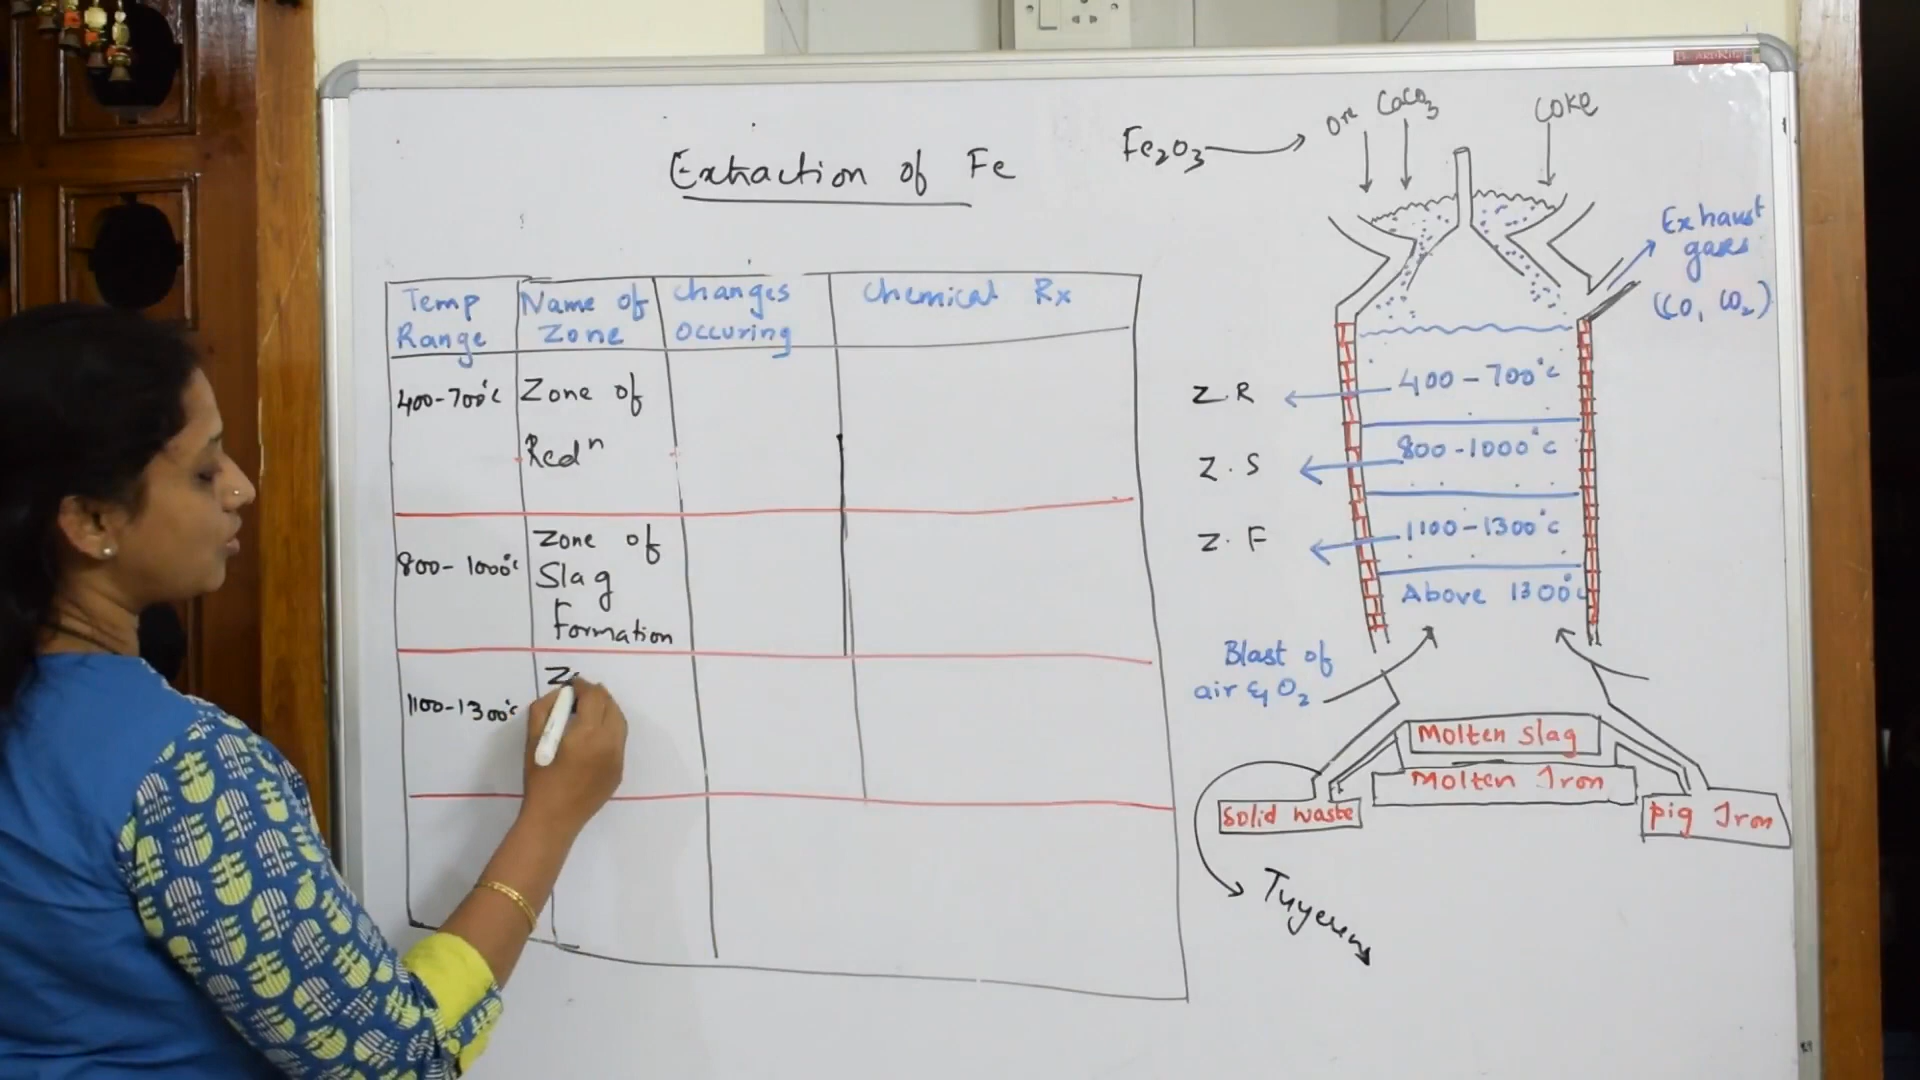 Extraction of Fe
Temp
Range
Name of
Zone
Changes
Occuring
Chemical Rx
400-700°C
Zone of
Redⁿ
800-1000°C
Zone of
Slag
Formation
1100-1300°C
Z
Fe₂O₃
Ore
CaCO₃
Coke
Exhaust
gases
(CO, CO₂)
Z.R
400-700°C
Z.S
800-1000°C
Z.F
1100-1300°C
Above 1300°C
Blast of
air & O₂
Molten Slag
Molten Iron
Solid waste
Pig Iron